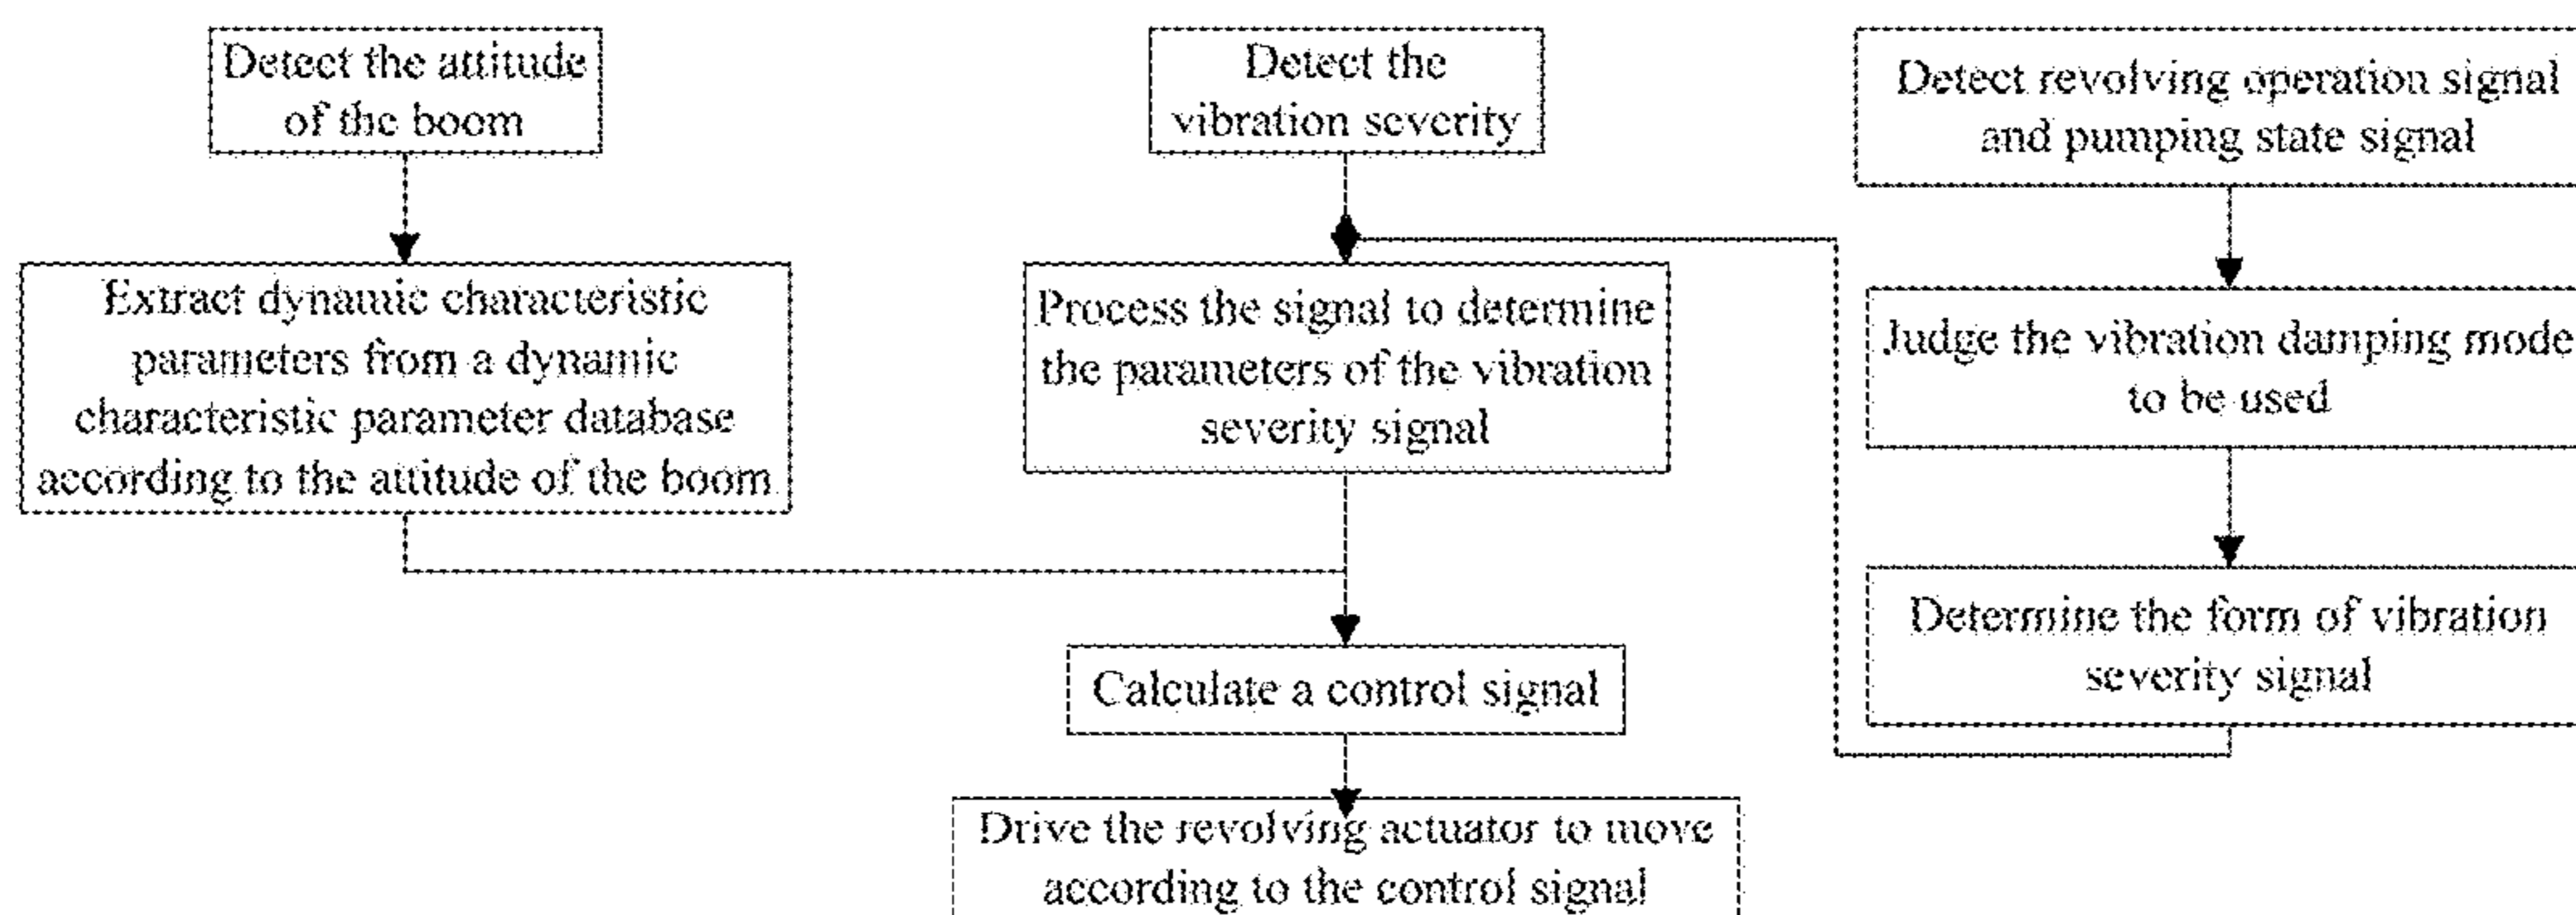 Detect the attitude
of the boom
Detect the
vibration severity
Detect revolving operation signal
and pumping state signal
Extract dynamic characteristic
parameters from a dynamic
characteristic parameter database
according to the attitude of the boom
Process the signal to determine
the parameters of the vibration
severity signal
Judge the vibration damping mode
to be used
Determine the form of vibration
severity signal
Calculate a control signal
Drive the revolving actuator to move
according to the control signal